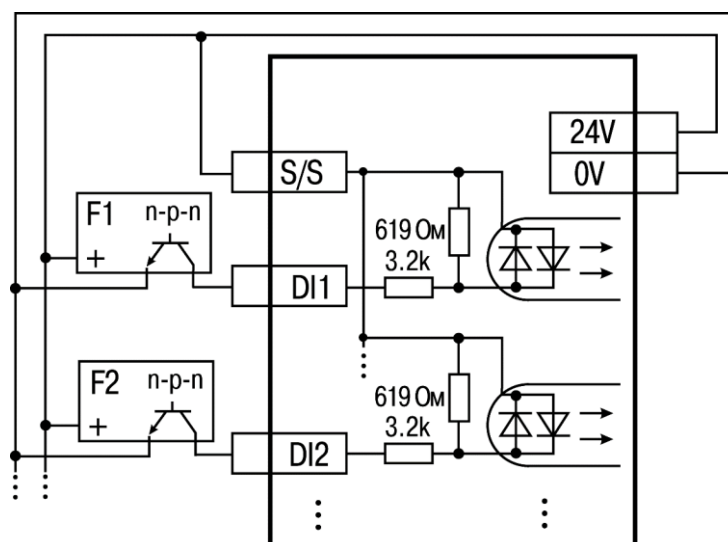 24V
S/S
0V
F1 n-p-n
+
619 Ом
3.2k
DI1
F2 n-p-n
+
619 Ом
3.2k
DI2